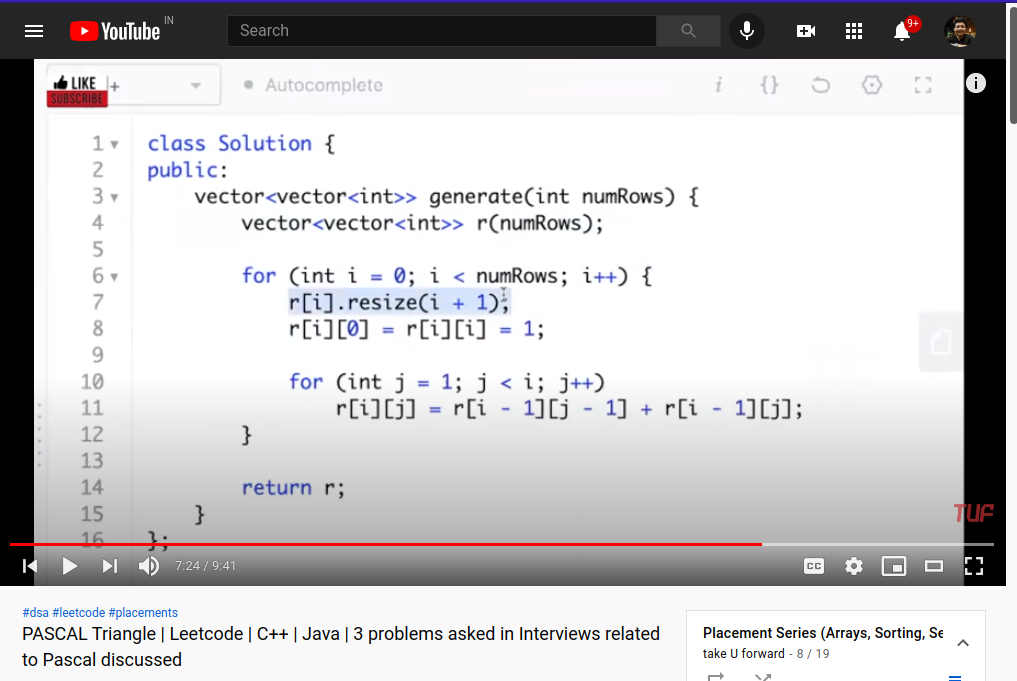 YouTube IN
Search
9+
LIKE +
SUBSCRIBE
Autocomplete
i {}
i
1 class Solution {
2 public:
3     vector<vector<int>> generate(int numRows) {
4         vector<vector<int>> r(numRows);
5
6         for (int i = 0; i < numRows; i++) {
7             r[i].resize(i + 1);
8             r[i][0] = r[i][i] = 1;
9
10             for (int j = 1; j < i; j++)
11                 r[i][j] = r[i - 1][j - 1] + r[i - 1][j];
12         }
13
14         return r;
15     }
16 };
TUF
7:24 / 9:41
CC
#dsa #leetcode #placements
PASCAL Triangle | Leetcode | C++ | Java | 3 problems asked in Interviews related
to Pascal discussed
Placement Series (Arrays, Sorting, Se
take U forward - 8 / 19